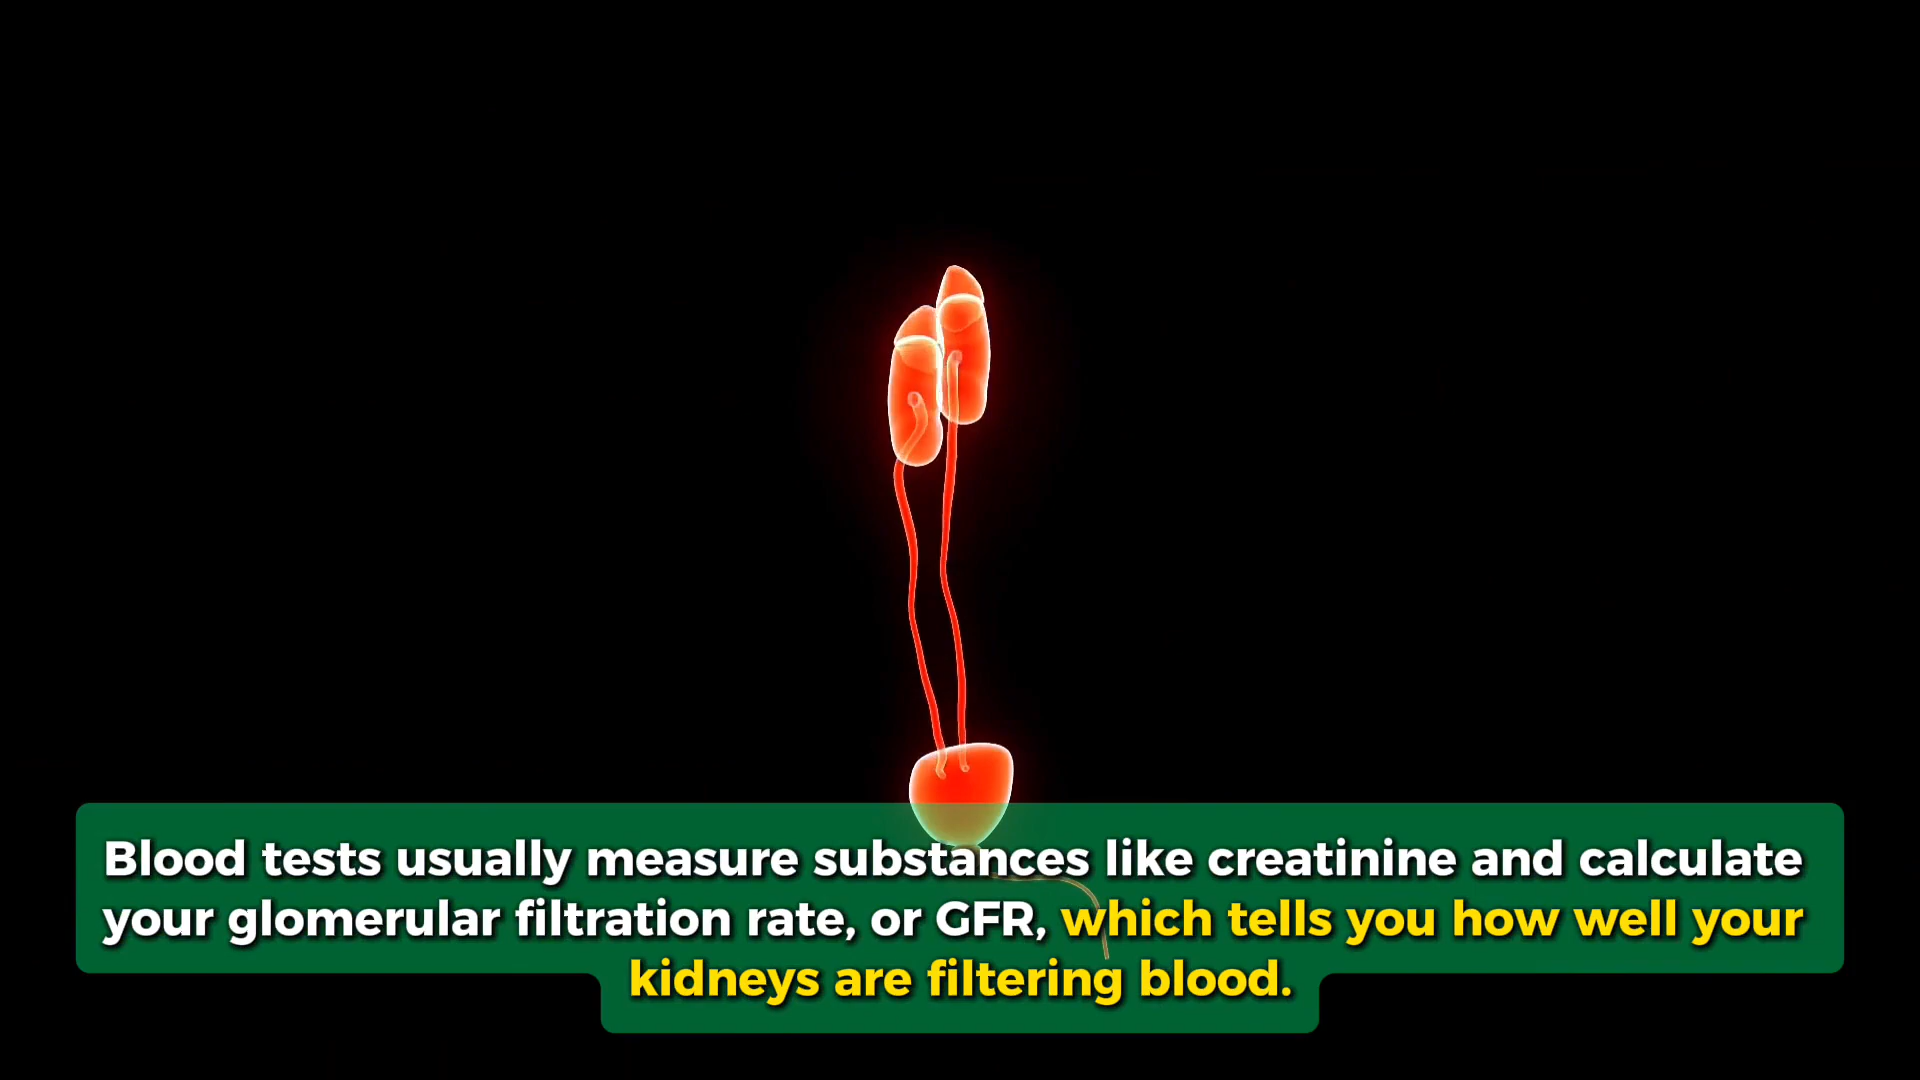 Blood tests usually measure substances like creatinine and calculate
your glomerular filtration rate, or GFR, which tells you how well your
kidneys are filtering blood.